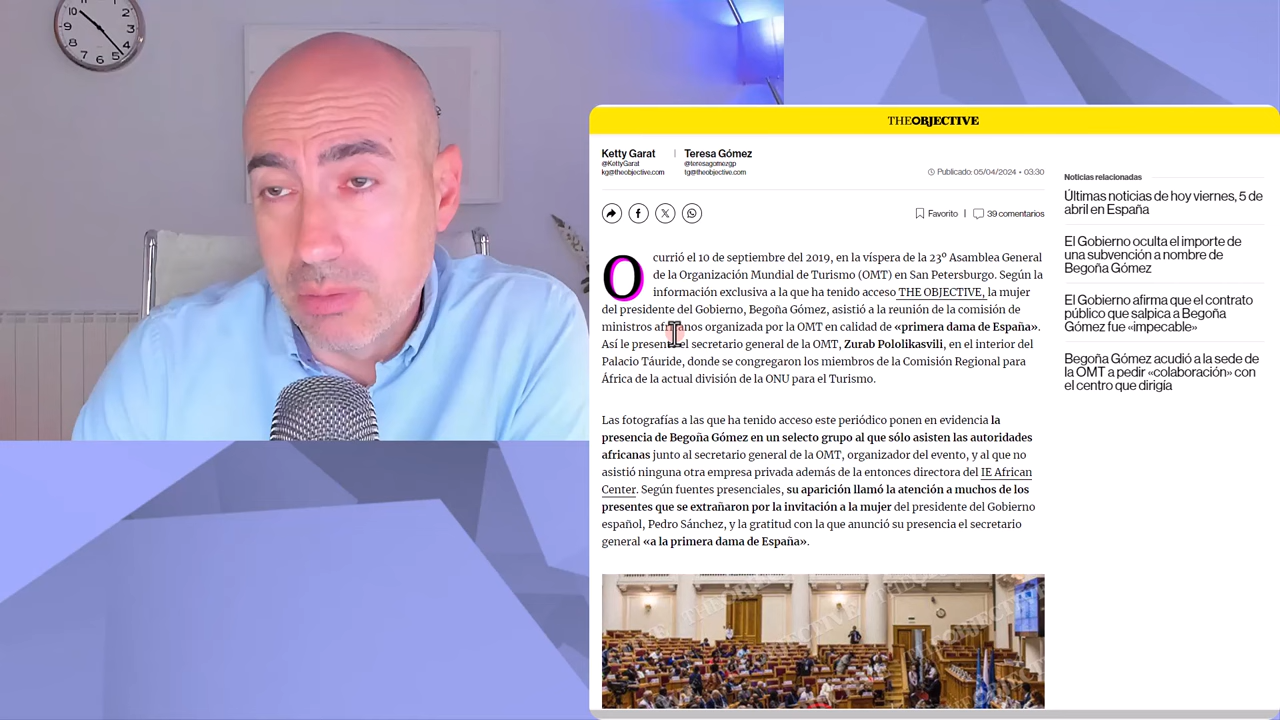 10
2
9
3
8
4
7
5
THEOBJECTIVE
Ketty Garat | Teresa Gómez
@KettyGarat @teresagomezgp
kg@theobjective.com tg@theobjective.com
Publicado: 05/04/2024 • 03:30
Favorito | 39 comentarios
Ocurrió el 10 de septiembre del 2019, en la víspera de la 23º Asamblea General
de la Organización Mundial de Turismo (OMT) en San Petersburgo. Según la
información exclusiva a la que ha tenido acceso THE OBJECTIVE, la mujer
del presidente del Gobierno, Begoña Gómez, asistió a la reunión de la comisión de
ministros africanos organizada por la OMT en calidad de «primera dama de España».
Así le presentó el secretario general de la OMT, Zurab Pololikasvili, en el interior del
Palacio Táuride, donde se congregaron los miembros de la Comisión Regional para
África de la actual división de la ONU para el Turismo.
Las fotografías a las que ha tenido acceso este periódico ponen en evidencia la
presencia de Begoña Gómez en un selecto grupo al que sólo asisten las autoridades
africanas junto al secretario general de la OMT, organizador del evento, y al que no
asistió ninguna otra empresa privada además de la entonces directora del IE African
Center. Según fuentes presenciales, su aparición llamó la atención a muchos de los
presentes que se extrañaron por la invitación a la mujer del presidente del Gobierno
español, Pedro Sánchez, y la gratitud con la que anunció su presencia el secretario
general «a la primera dama de España».
Noticias relacionadas
Últimas noticias de hoy viernes, 5 de
abril en España
El Gobierno oculta el importe de
una subvención a nombre de
Begoña Gómez
El Gobierno afirma que el contrato
público que salpica a Begoña
Gómez fue «impecable»
Begoña Gómez acudió a la sede de
la OMT a pedir «colaboración» con
el centro que dirigía